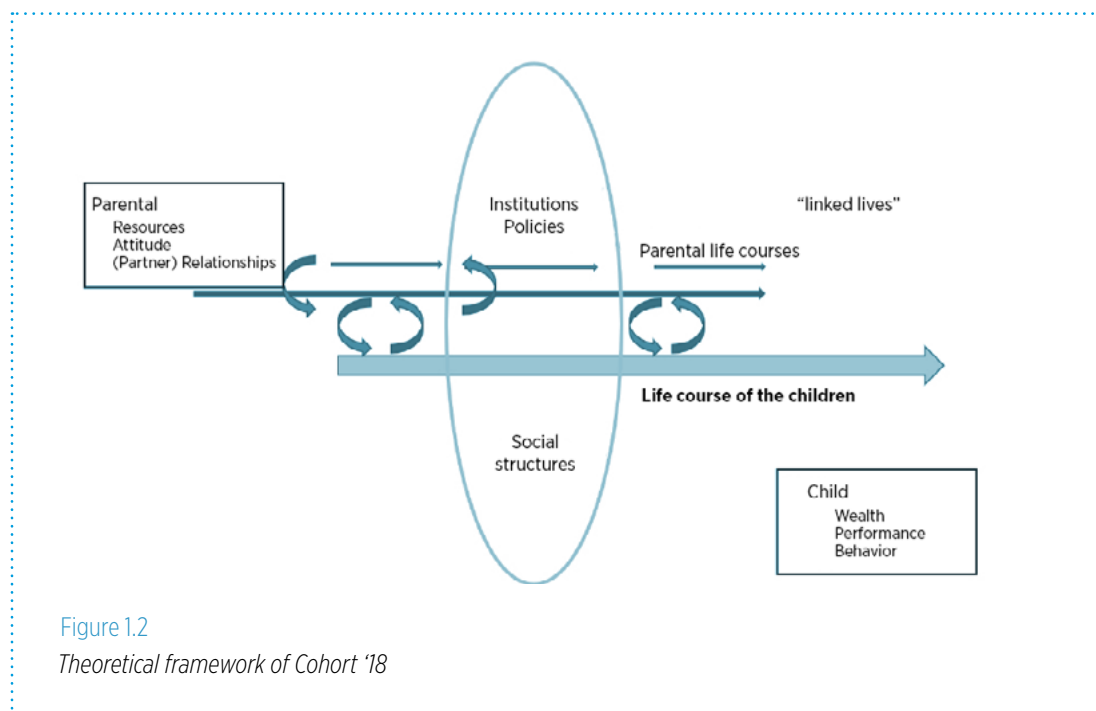 Parental
Resources
Attitude
(Partner) Relationships
Institutions
Policies
"linked lives"
Parental life courses
Life course of the children
Social
structures
Child
Wealth
Performance
Behavior
Figure 1.2
Theoretical framework of Cohort ‘18